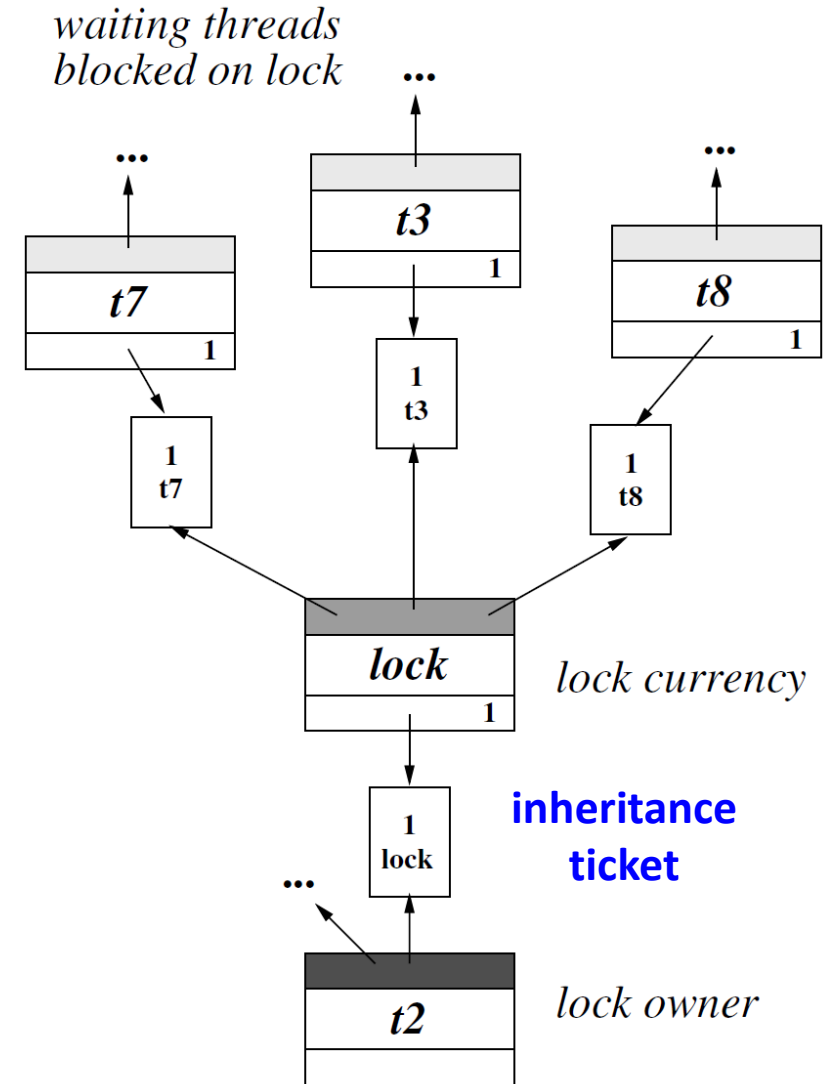 waiting threads
blocked on lock
...
...
...
t3
1
t7
1
t8
1
1
t3
1
t7
1
t8
lock
1
lock currency
inheritance
ticket
1
lock
...
t2
lock owner